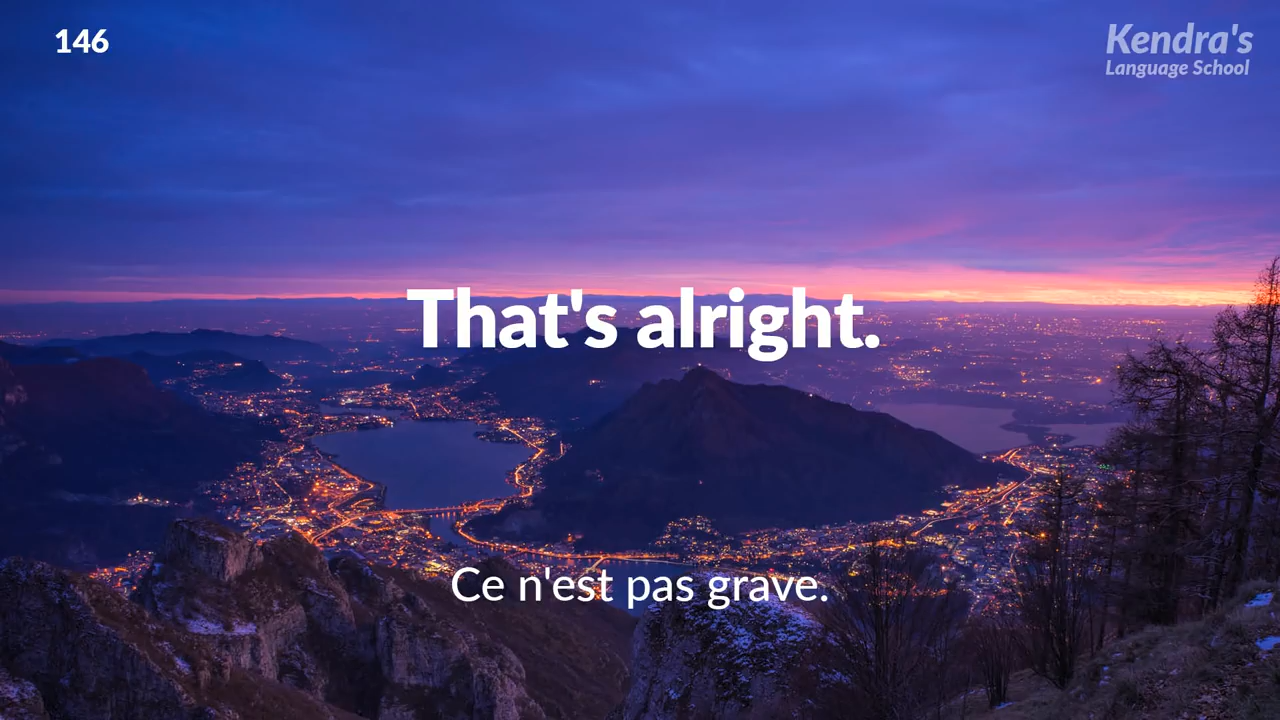 146
Kendra's
Language School
That's alright.
Ce n'est pas grave.